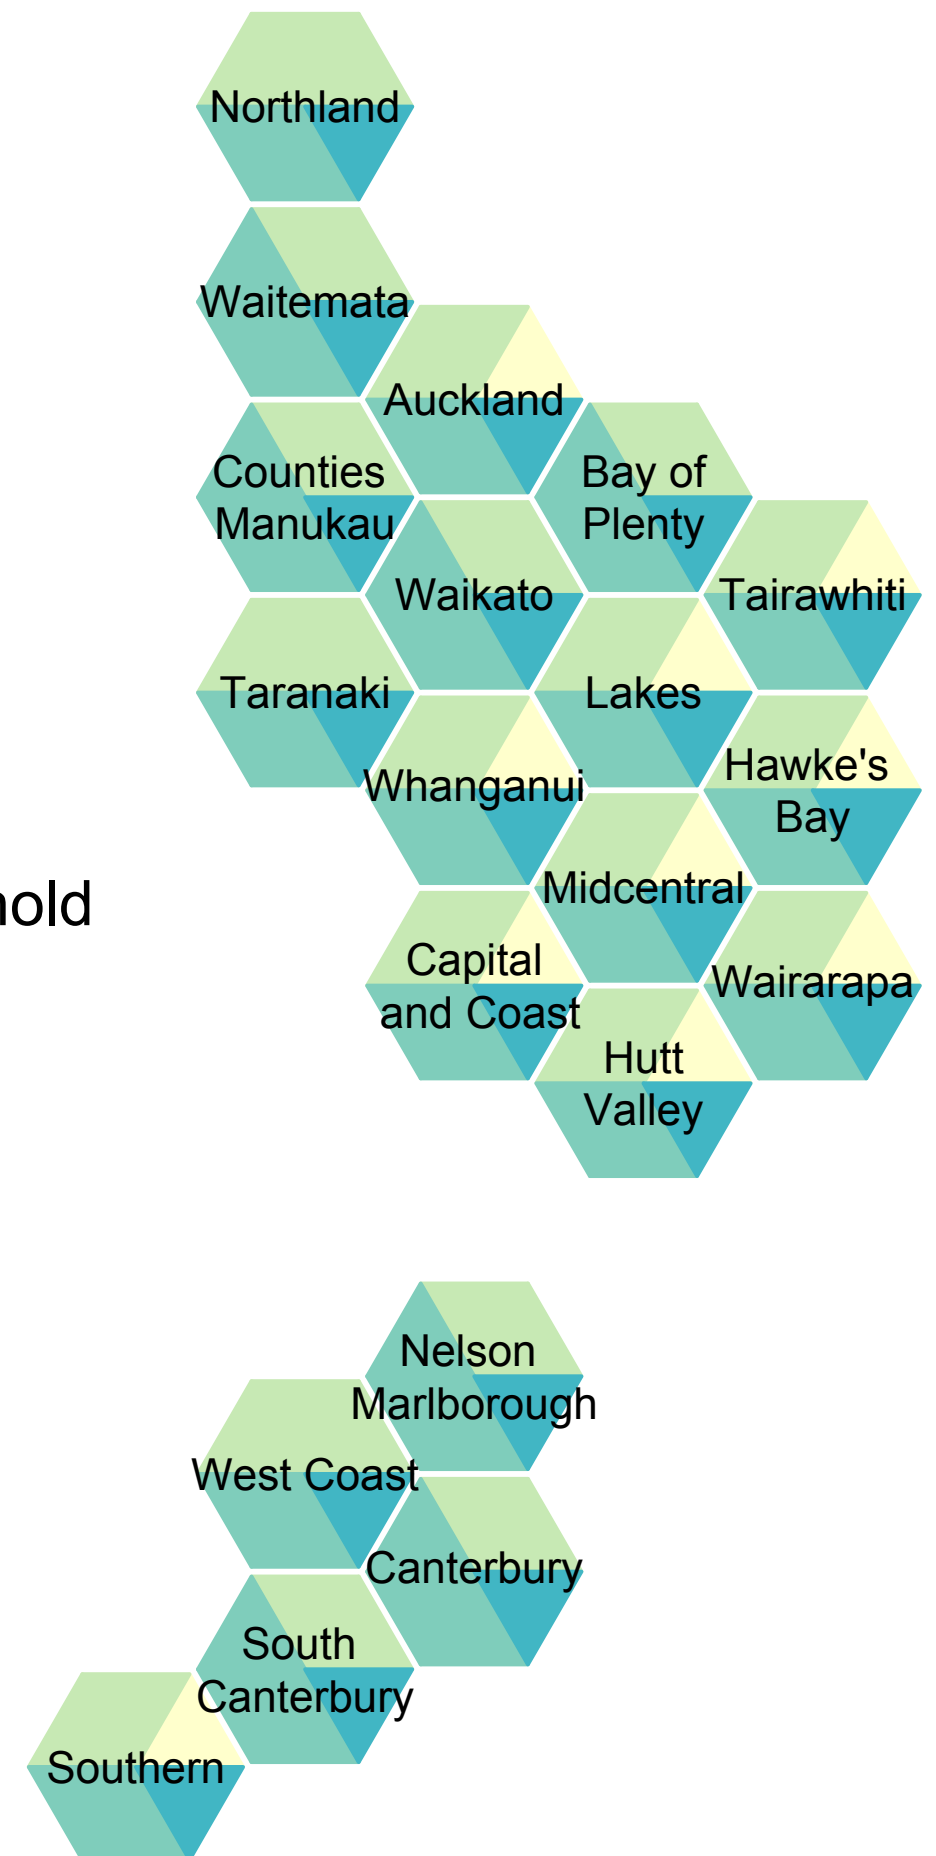 Northland
Waitemata
Auckland
Counties
Manukau
Bay of
Plenty
Waikato
Tairawhiti
Taranaki
Lakes
Whanganui
Hawke's
Bay
Midcentral
Capital
and Coast
Wairarapa
Hutt
Valley
Nelson
Marlborough
West Coast
Canterbury
South
Canterbury
Southern